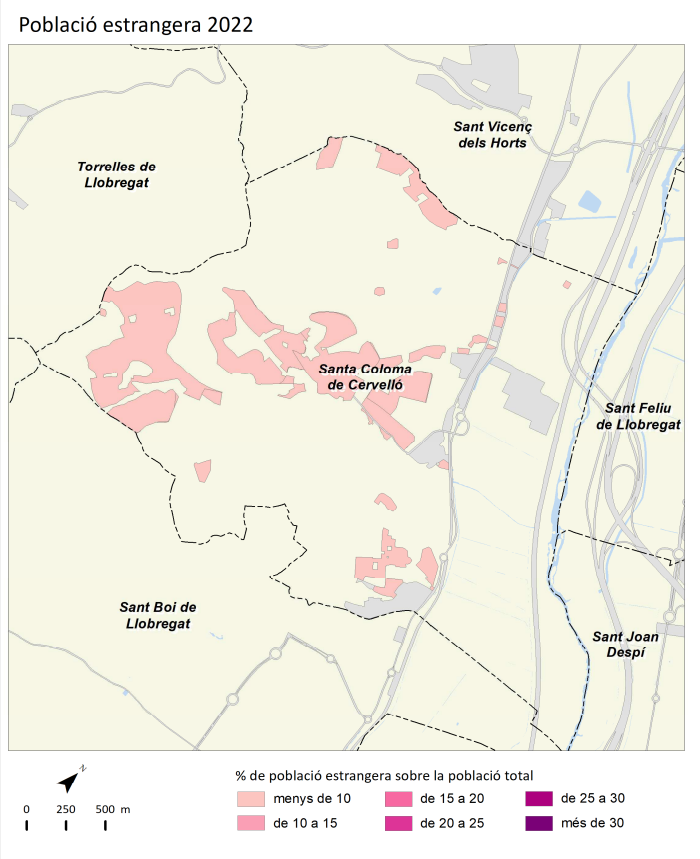 Població estrangera 2022
Sant Vicenç
dels Horts
Torrelles de
Llobregat
Santa Coloma
de Cervelló
Sant Feliu
de Llobregat
Sant Boi de
Llobregat
Sant Joan
Despí
N
0 250 500 m
% de població estrangera sobre la població total
menys de 10
de 15 a 20
de 25 a 30
de 10 a 15
de 20 a 25
més de 30